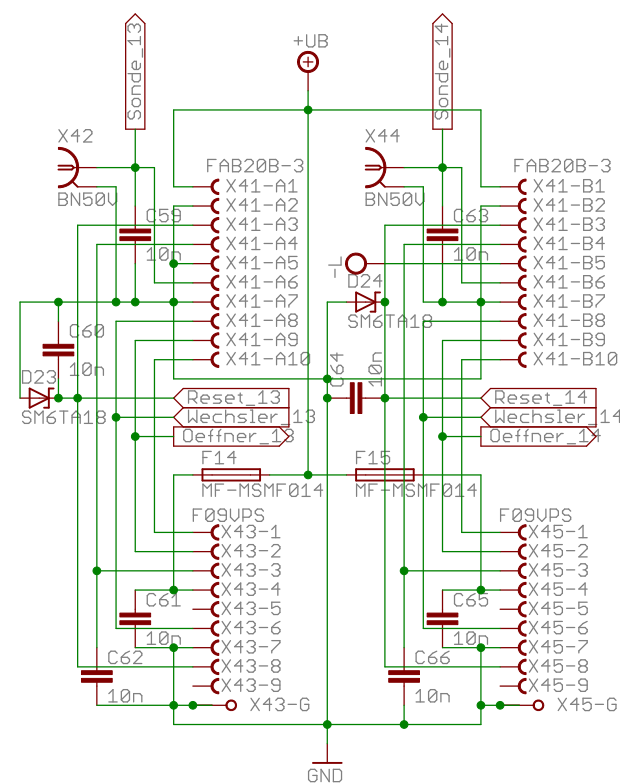 Sonde_13
Sonde_14
+UB
X42
X44
FAB20B-3
FAB20B-3
X41-A1
X41-B1
X41-A2
X41-B2
BN50V
BN50V
C59
X41-A3
C63
X41-B3
X41-A4
X41-B4
10n
10n
X41-A5
-L
X41-B5
X41-A6
D24
X41-B6
X41-A7
X41-B7
SM6TA18
X41-A8
X41-B8
C60
X41-A9
X41-B9
10n
X41-A10
C64
10n
X41-B10
D23
SM6TA18
Reset_13
Reset_14
Wechsler_13
Wechsler_14
Oeffner_13
Oeffner_14
F14
F15
MF-MSMF014
MF-MSMF014
F09VPS
F09VPS
X43-1
X45-1
X43-2
X45-2
X43-3
X45-3
X43-4
X45-4
C61
X43-5
C65
X45-5
X43-6
X45-6
10n
10n
X43-7
X45-7
C62
X43-8
C66
X45-8
X43-9
X45-9
10n
10n
X43-G
X45-G
GND